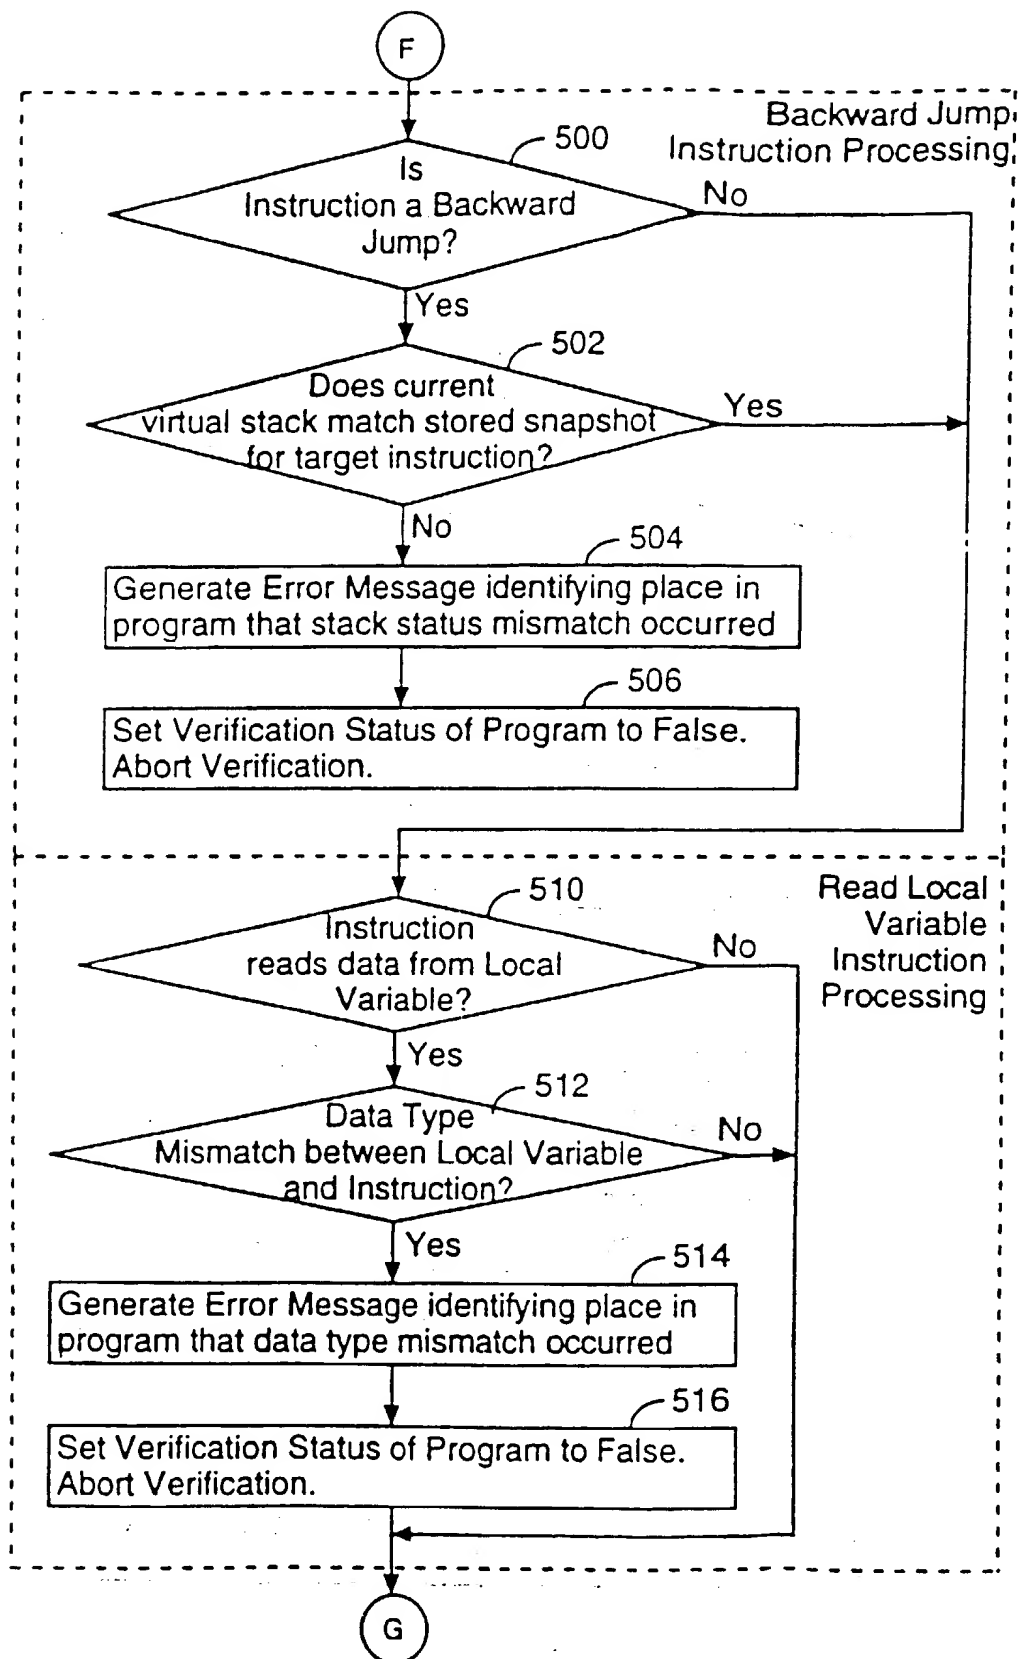 F
Backward Jump
Instruction Processing
500
Is
Instruction a Backward
Jump?
No
Yes
502
Does current
virtual stack match stored snapshot
for target instruction?
Yes
No
504
Generate Error Message identifying place in
program that stack status mismatch occurred
506
Set Verification Status of Program to False.
Abort Verification.
Read Local
Variable
Instruction
Processing
510
Instruction
reads data from Local
Variable?
No
Yes
512
Data Type
Mismatch between Local Variable
and Instruction?
No
Yes
514
Generate Error Message identifying place in
program that data type mismatch occurred
516
Set Verification Status of Program to False.
Abort Verification.
G